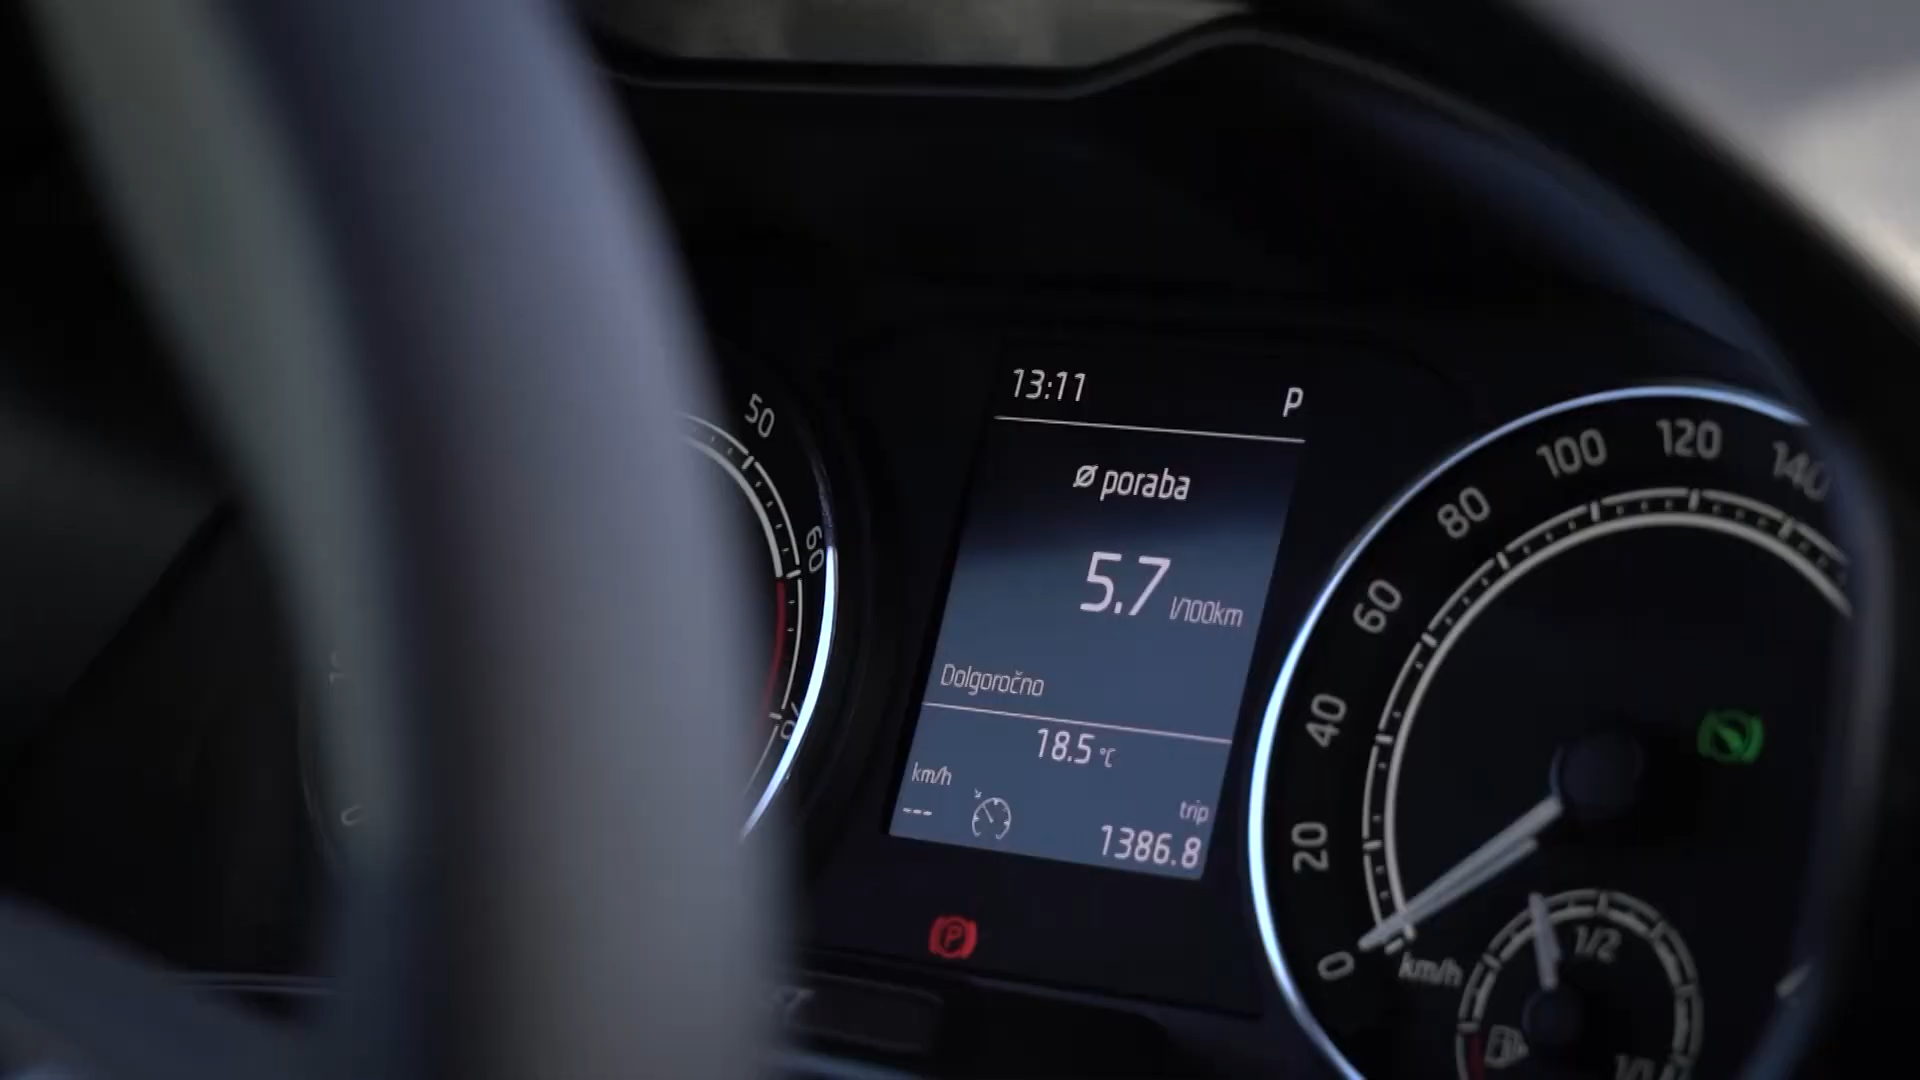 13:11 P
Ø poraba
5.7 l/100km
Dolgoročno
18.5 °C
km/h
---
trip
1386.8
P
50
60
0
20
40
60
80
100
120
140
km/h
1/2